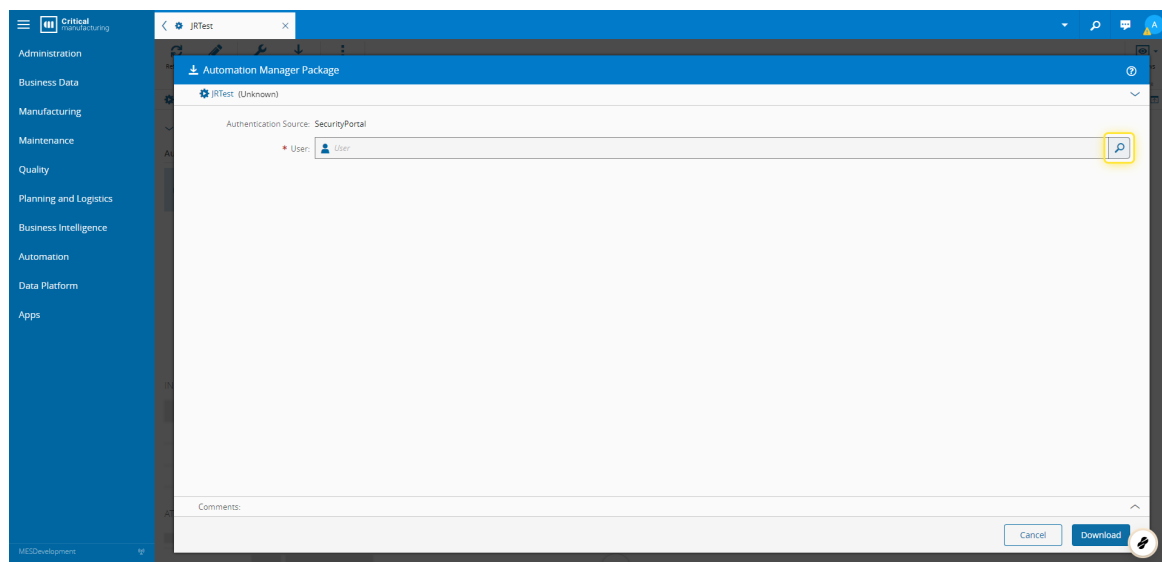 Critical
manufacturing
JRTest
A
Administration
Business Data
Manufacturing
Maintenance
Quality
Planning and Logistics
Business Intelligence
Automation
Data Platform
Apps
MESDevelopment
Automation Manager Package
JRTest (Unknown)
Authentication Source: SecurityPortal
* User: User
Comments:
Cancel
Download